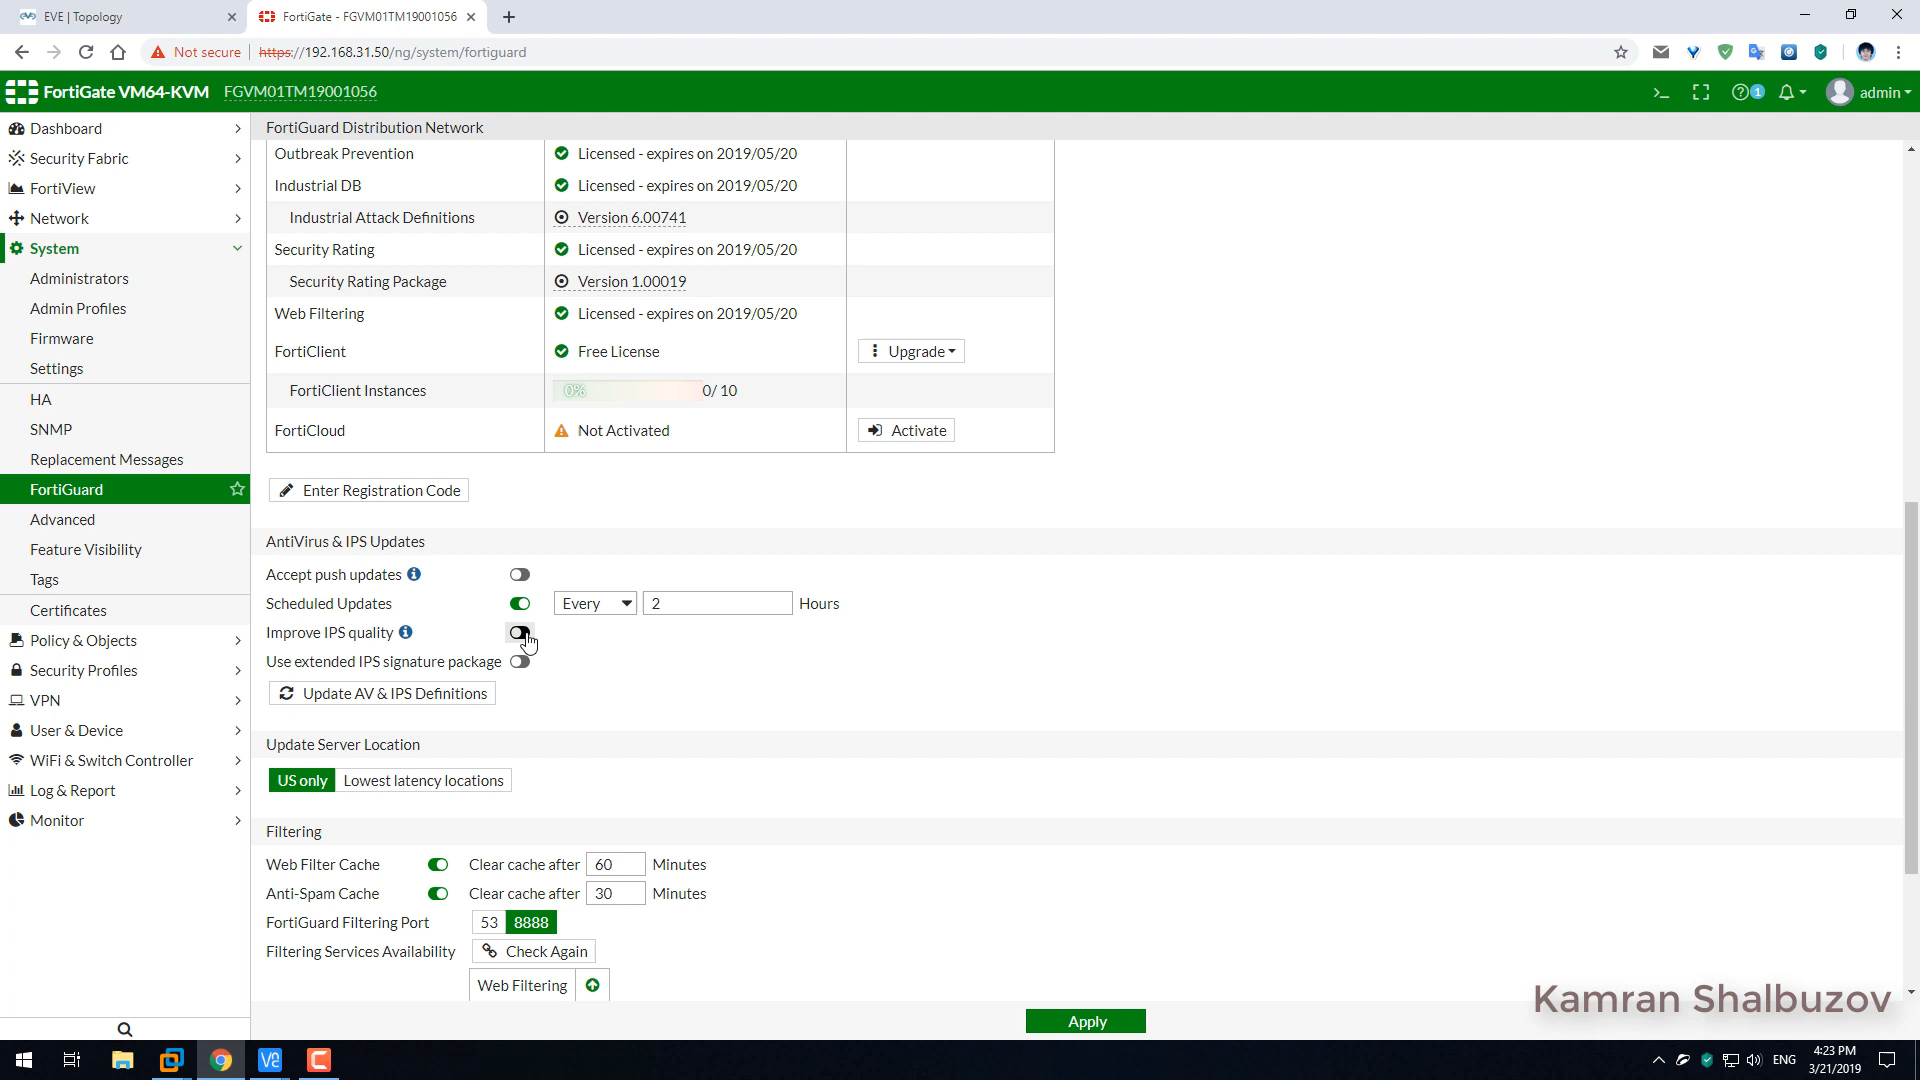 EVE | Topology
FortiGate - FGVM01TM19001056
Not secure | https://192.168.31.50/ng/system/fortiguard
FortiGate VM64-KVM FGVM01TM19001056
1 admin
Dashboard
Security Fabric
FortiView
Network
System
Administrators
Admin Profiles
Firmware
Settings
HA
SNMP
Replacement Messages
FortiGuard
Advanced
Feature Visibility
Tags
Certificates
Policy & Objects
Security Profiles
VPN
User & Device
WiFi & Switch Controller
Log & Report
Monitor
FortiGuard Distribution Network
Outbreak Prevention Licensed - expires on 2019/05/20
Industrial DB Licensed - expires on 2019/05/20
Industrial Attack Definitions Version 6.00741
Security Rating Licensed - expires on 2019/05/20
Security Rating Package Version 1.00019
Web Filtering Licensed - expires on 2019/05/20
FortiClient Free License Upgrade
FortiClient Instances 0% 0/ 10
FortiCloud Not Activated Activate
Enter Registration Code
AntiVirus & IPS Updates
Accept push updates
Scheduled Updates Every 2 Hours
Improve IPS quality
Use extended IPS signature package
Update AV & IPS Definitions
Update Server Location
US only Lowest latency locations
Filtering
Web Filter Cache Clear cache after 60 Minutes
Anti-Spam Cache Clear cache after 30 Minutes
FortiGuard Filtering Port 53 8888
Filtering Services Availability Check Again
Web Filtering
Apply
Kamran Shalbuzov
ENG
4:23 PM
3/21/2019